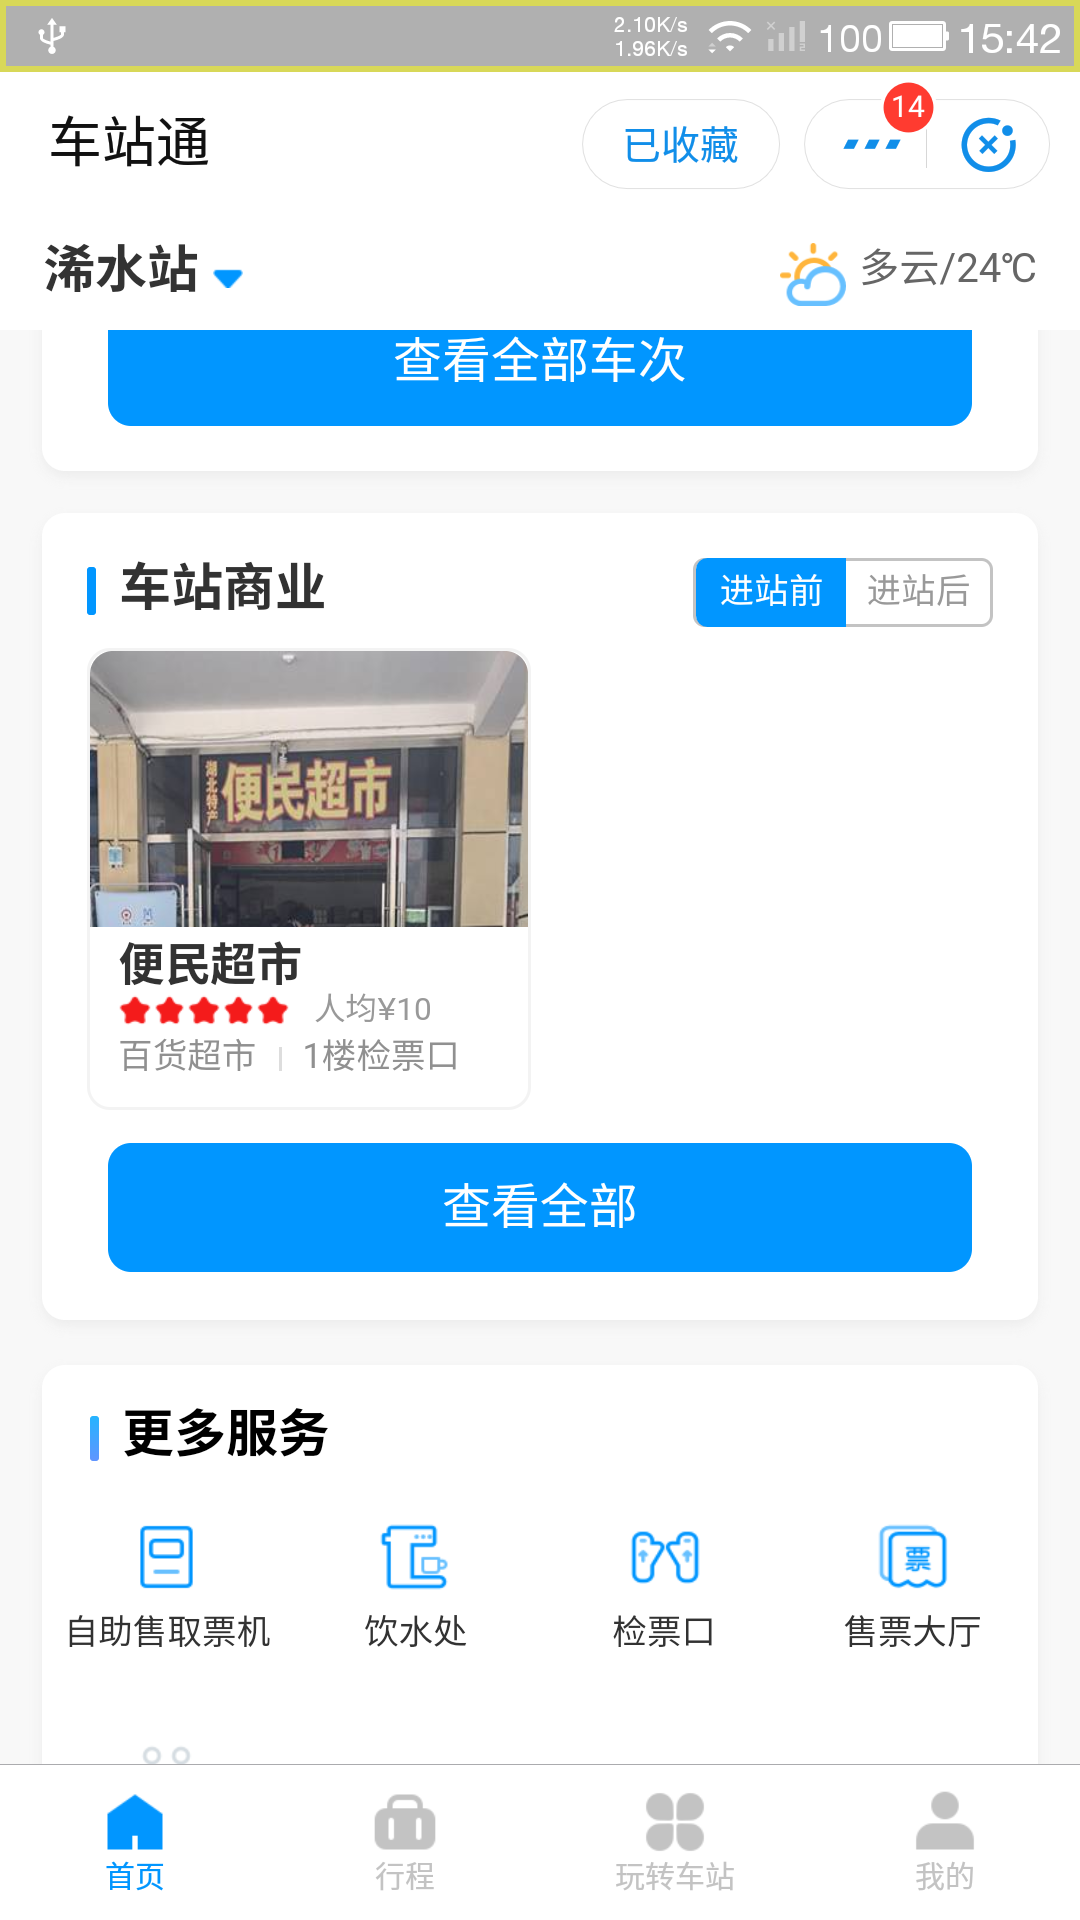 2.10K/s
1.96K/s
100
15:42
车站通
已收藏
14
浠水站
多云/24℃
查看全部车次
车站商业
进站前
进站后
湖北特产
便民超市
便民超市
人均¥10
百货超市
1楼检票口
查看全部
更多服务
自助售取票机
饮水处
检票口
票
售票大厅
首页
行程
玩转车站
我的